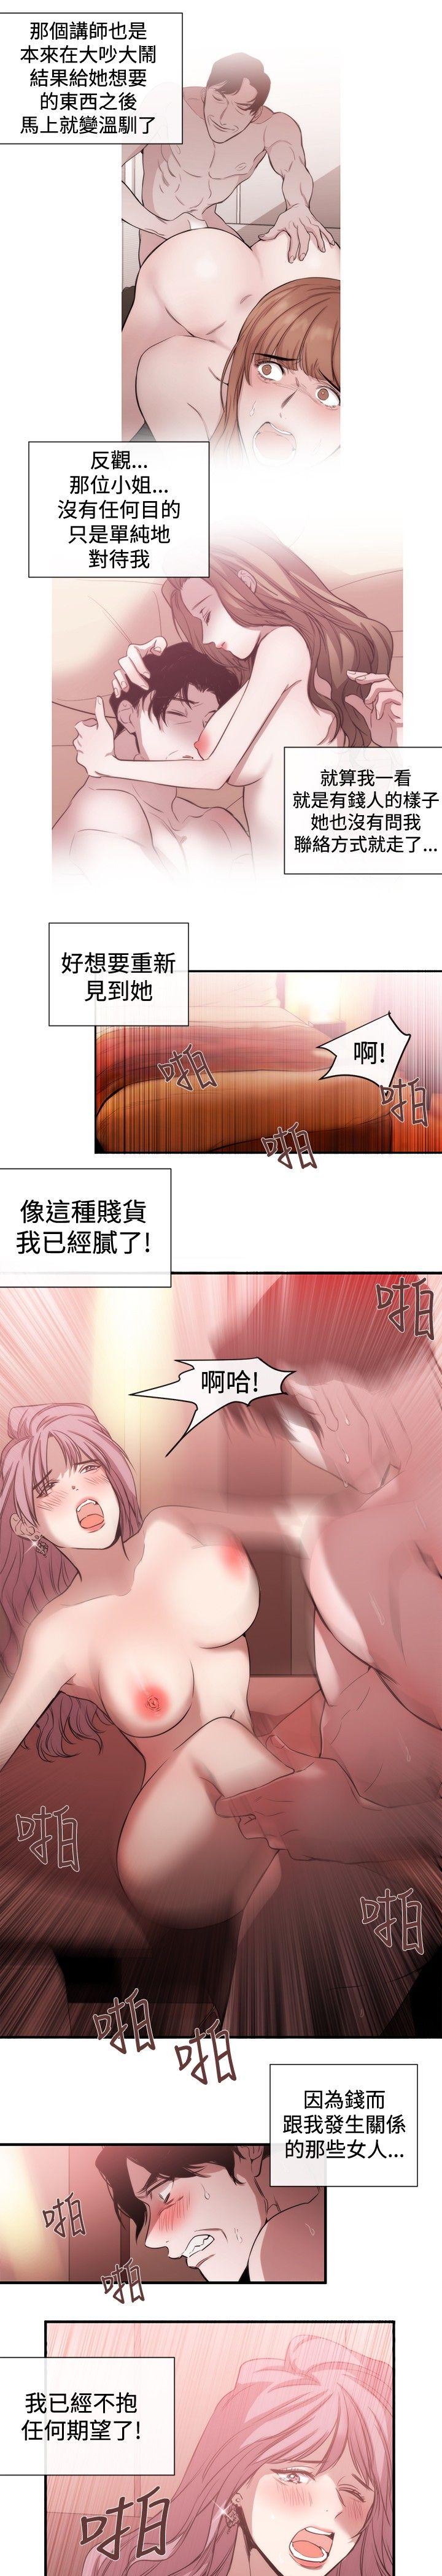 那個講師也是
本來在大吵大鬧
結果給她想要
的東西之後
馬上就變溫馴了
反觀...
那位小姐...
沒有任何目的
只是單純地
對待我
就算我一看
就是有錢人的樣子
她也沒有問我
聯絡方式就走了...
好想要重新
見到她
啊!
啪
啪
啪
像這種賤貨
我已經膩了!
啪
啊哈!
啪
啪
啪
啪
因為錢而
跟我發生關係
的那些女人...
啪
啪
我已經不抱
任何期望了!
啪